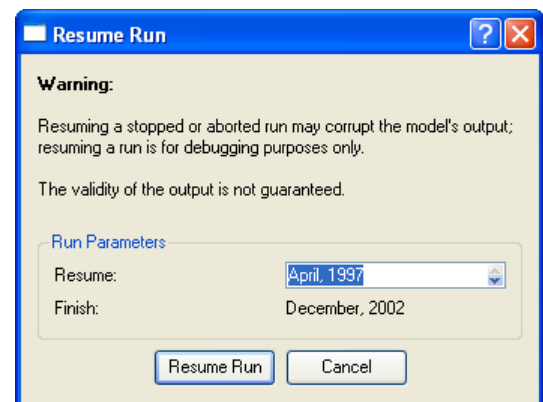 Resume Run
Warning:
Resuming a stopped or aborted run may corrupt the model's output;
resuming a run is for debugging purposes only.
The validity of the output is not guaranteed.
Run Parameters
Resume: April, 1997
Finish: December, 2002
Resume Run Cancel